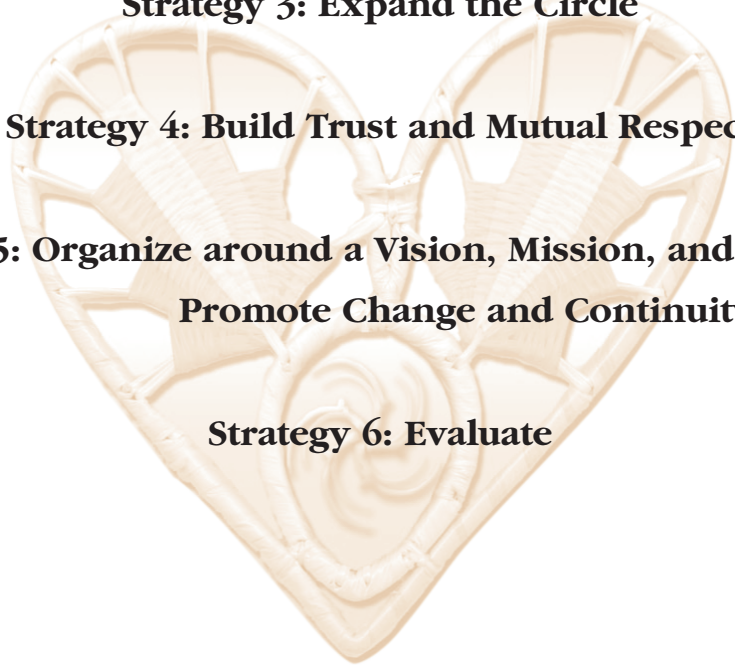 Strategy 3: Expand the Circle
Strategy 4: Build Trust and Mutual Respec
5: Organize around a Vision, Mission, and
Promote Change and Continuit
Strategy 6: Evaluate